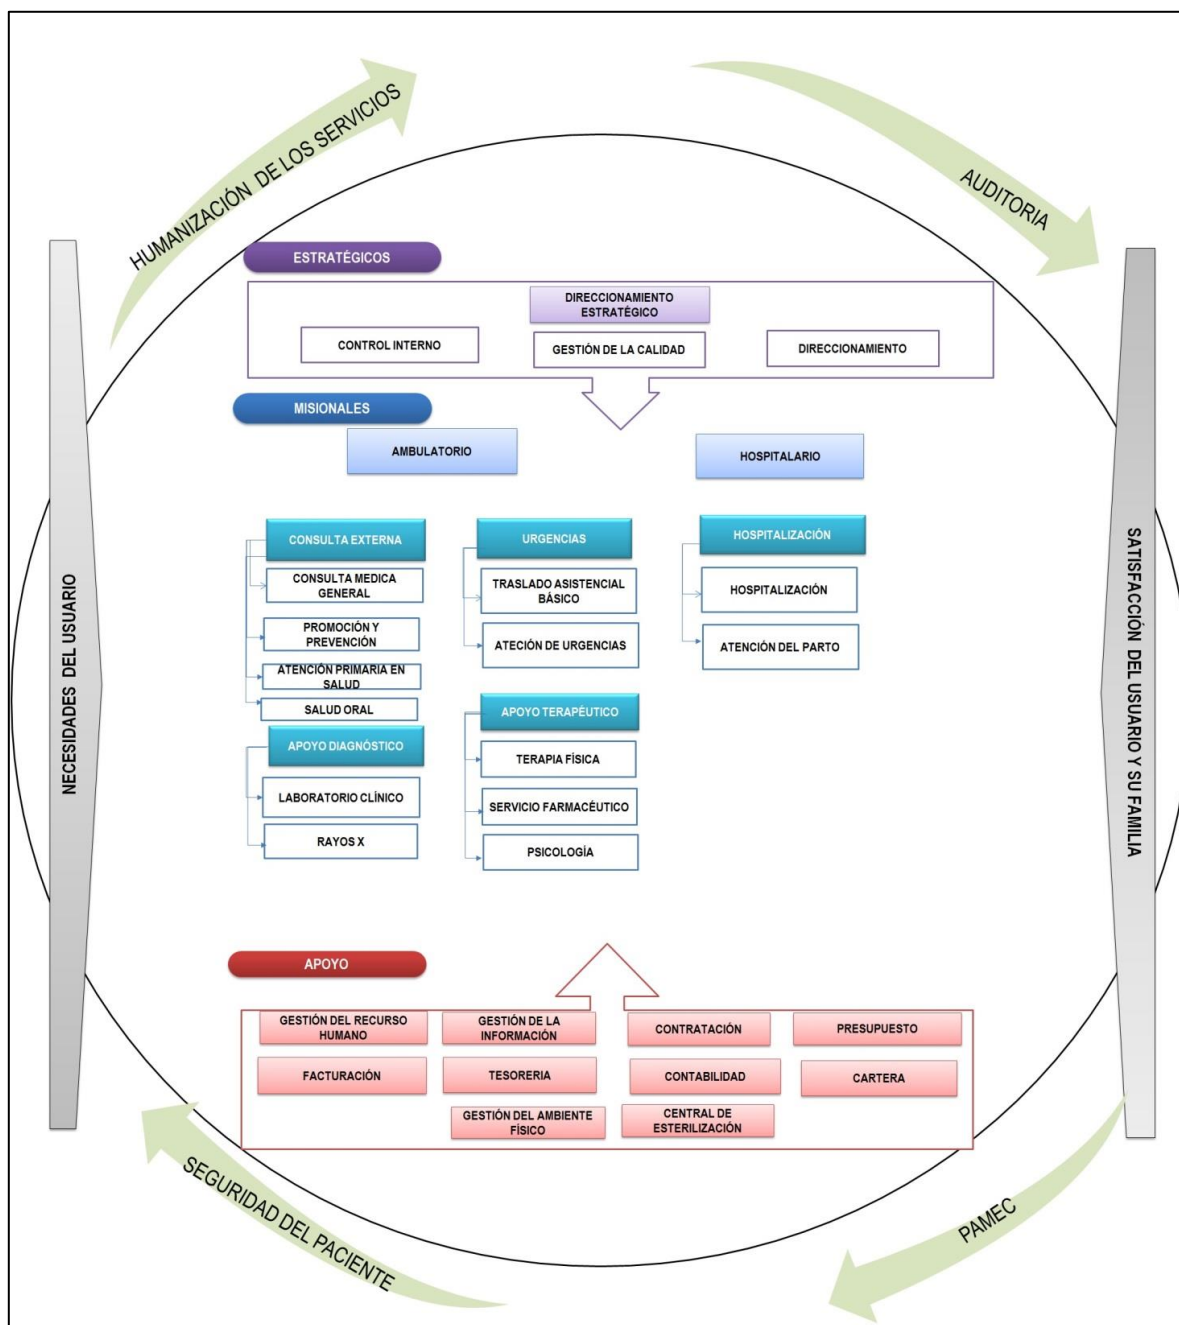 HUMANIZACIÓN DE LOS SERVICIOS
AUDITORIA
NECESIDADES DEL USUARIO
SATISFACCIÓN DEL USUARIO Y SU FAMILIA
ESTRATÉGICOS
DIRECCIONAMIENTO
ESTRATÉGICO
CONTROL INTERNO
GESTIÓN DE LA CALIDAD
DIRECCIONAMIENTO
MISIONALES
AMBULATORIO
HOSPITALARIO
CONSULTA EXTERNA
CONSULTA MEDICA
GENERAL
PROMOCIÓN Y
PREVENCIÓN
ATENCIÓN PRIMARIA EN
SALUD
SALUD ORAL
APOYO DIAGNÓSTICO
LABORATORIO CLÍNICO
RAYOS X
URGENCIAS
TRASLADO ASISTENCIAL
BÁSICO
ATECIÓN DE URGENCIAS
APOYO TERAPÉUTICO
TERAPIA FÍSICA
SERVICIO FARMACÉUTICO
PSICOLOGÍA
HOSPITALIZACIÓN
HOSPITALIZACIÓN
ATENCIÓN DEL PARTO
APOYO
GESTIÓN DEL RECURSO
HUMANO
GESTIÓN DE LA
INFORMACIÓN
CONTRATACIÓN
PRESUPUESTO
FACTURACIÓN
TESORERIA
CONTABILIDAD
CARTERA
GESTIÓN DEL AMBIENTE
FÍSICO
CENTRAL DE
ESTERILIZACIÓN
SEGURIDAD DEL PACIENTE
PAMEC